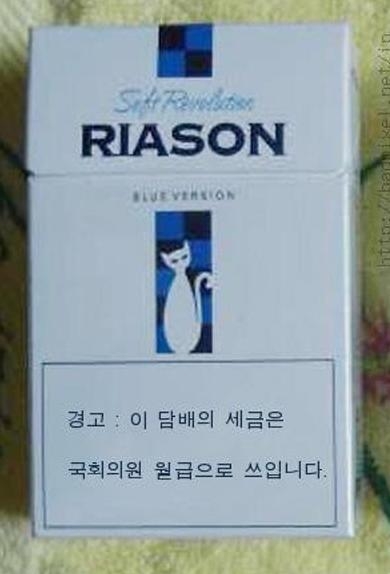 Soft Revolution
RIASON
BLUE VERSION
경고 : 이 담배의 세금은
국회의원 월급으로 쓰입니다.